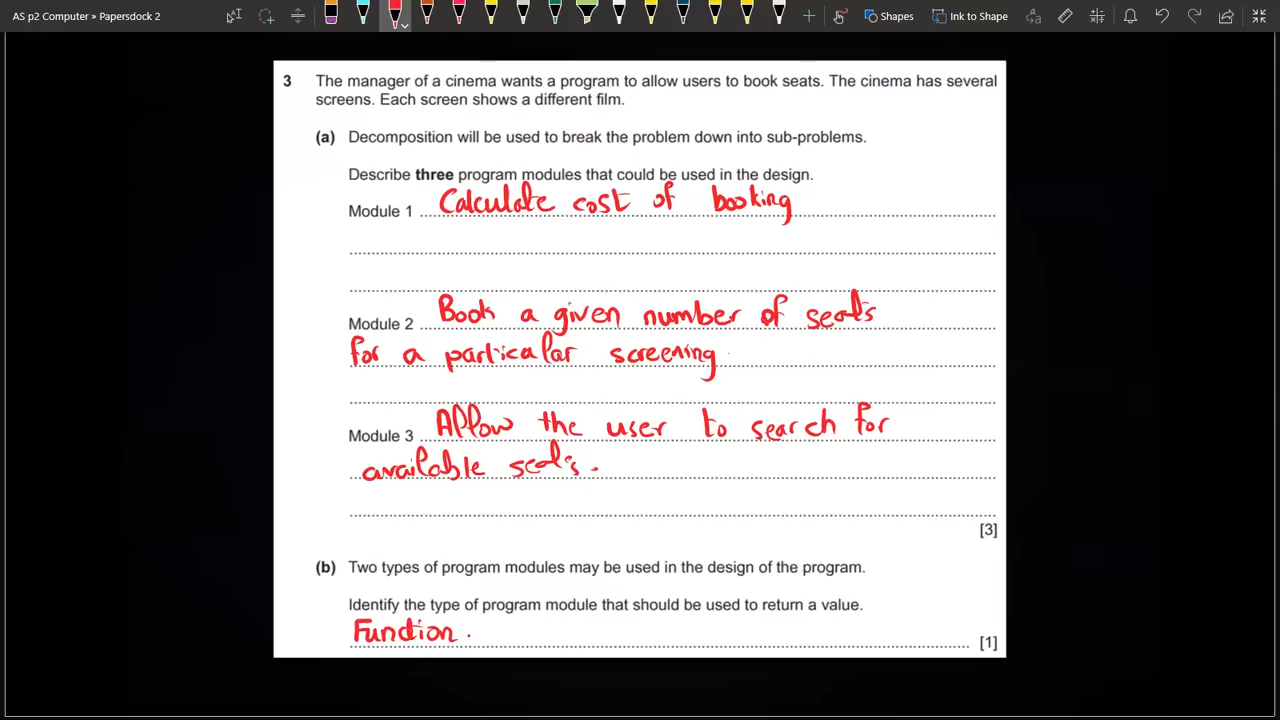 AS p2 Computer » Papersdock 2
Shapes
Ink to Shape
3 The manager of a cinema wants a program to allow users to book seats. The cinema has several
screens. Each screen shows a different film.
(a) Decomposition will be used to break the problem down into sub-problems.
Describe three program modules that could be used in the design.
Module 1 Calculate cost of booking
Module 2 Book a given number of seats
for a particular screening
Module 3 Allow the user to search for
available seats.
[3]
(b) Two types of program modules may be used in the design of the program.
Identify the type of program module that should be used to return a value.
Function. [1]